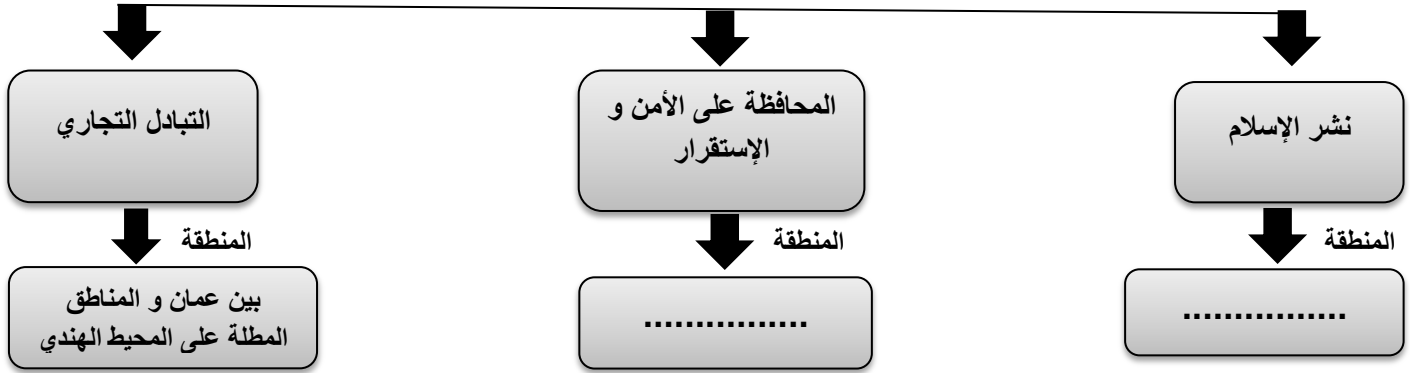 نشر الإسلام
المحافظة على الأمن و
الإستقرار
التبادل التجاري
المنطقة
المنطقة
المنطقة
................
................
بين عمان و المناطق
المطلة على المحيط الهندي